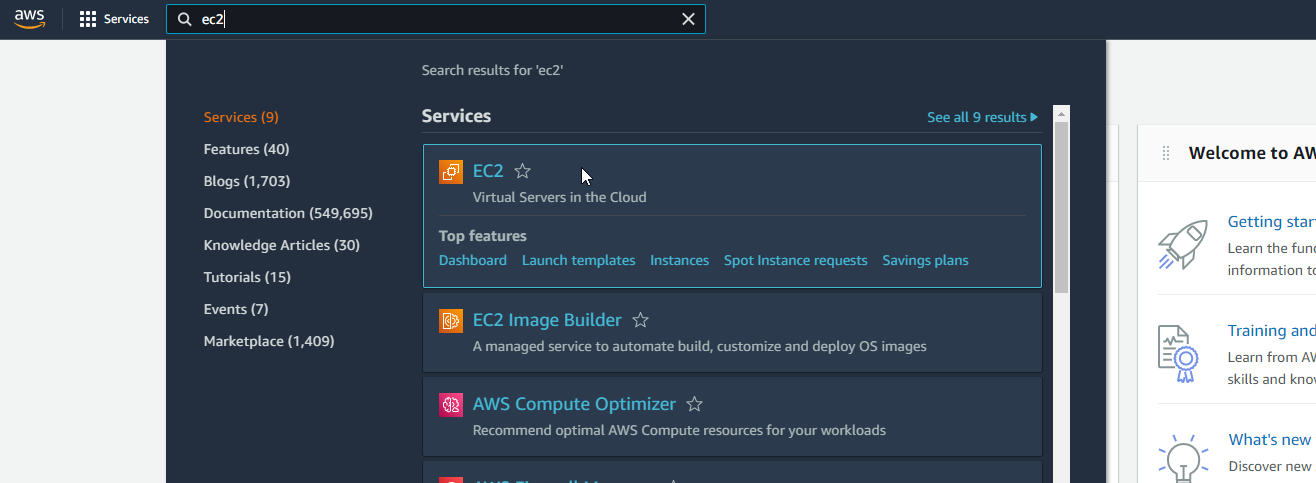 aws
Services
ec2
Search results for 'ec2'
Services (9)
Features (40)
Blogs (1,703)
Documentation (549,695)
Knowledge Articles (30)
Tutorials (15)
Events (7)
Marketplace (1,409)
Services
See all 9 results
EC2
Virtual Servers in the Cloud
Top features
Dashboard Launch templates Instances Spot Instance requests Savings plans
EC2 Image Builder
A managed service to automate build, customize and deploy OS images
AWS Compute Optimizer
Recommend optimal AWS Compute resources for your workloads
Welcome to AW
Getting star
Learn the fun
information to
Training and
Learn from AW
skills and kno
What's new
Discover new